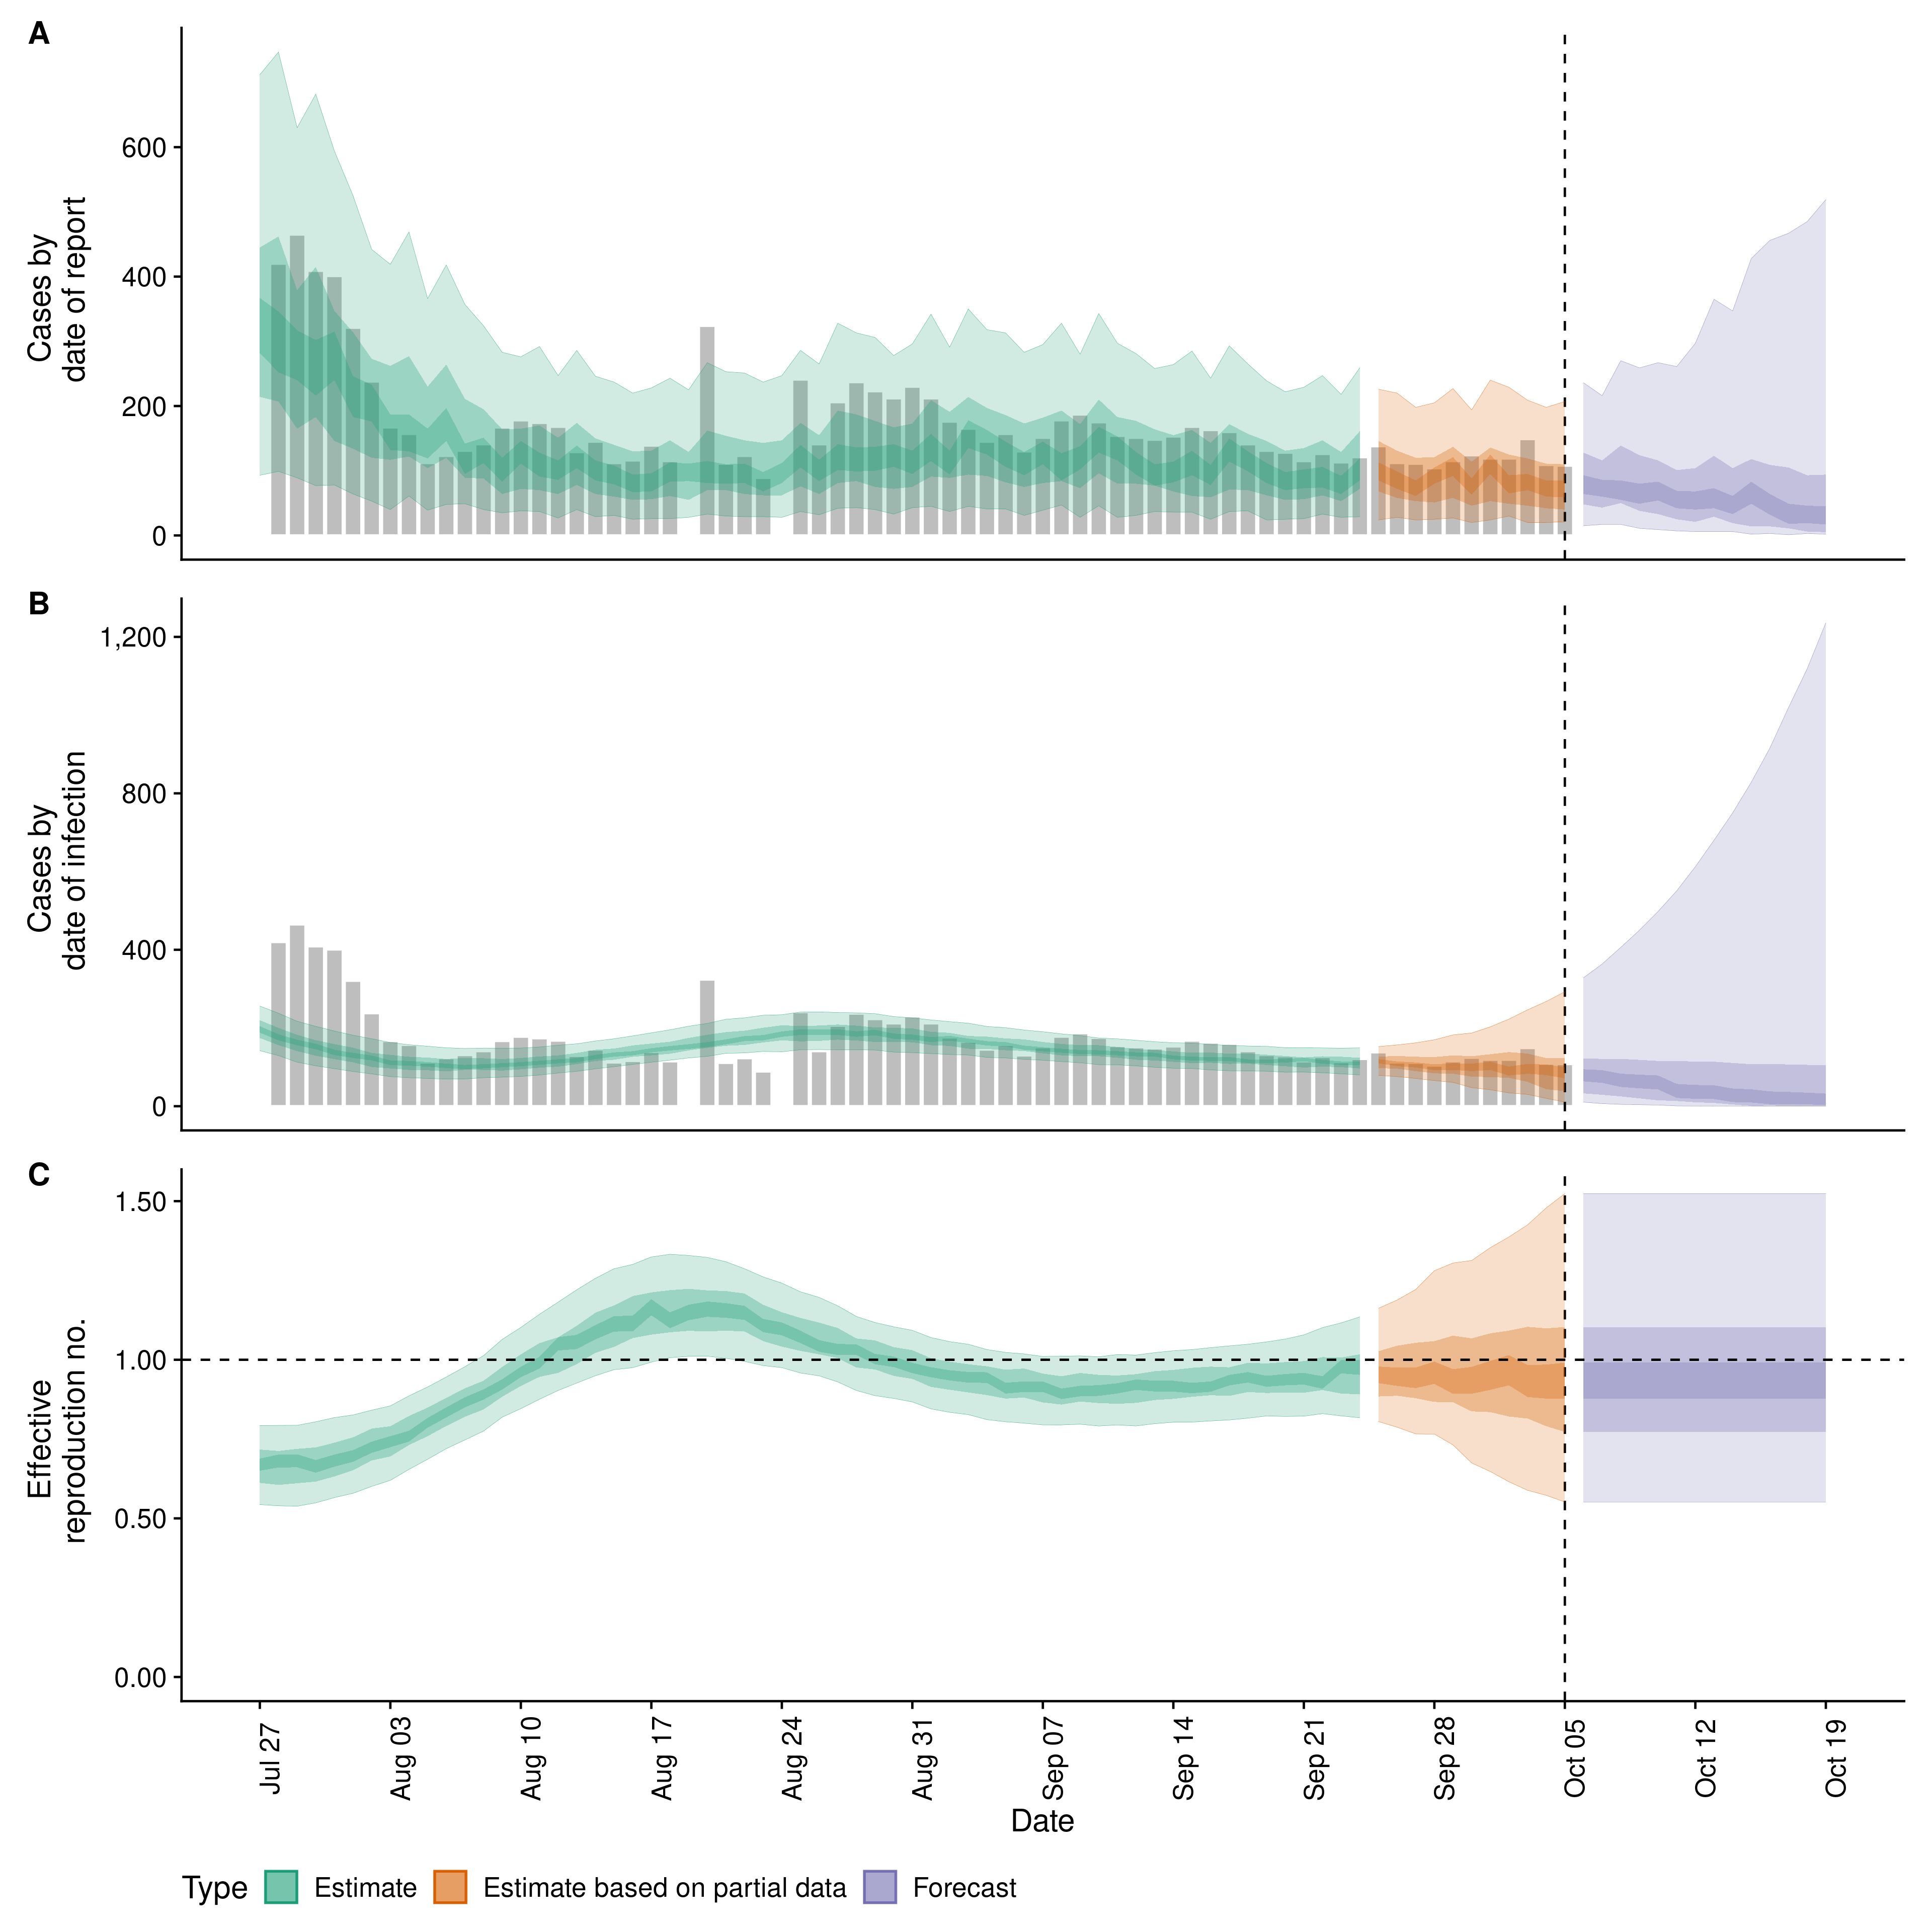 A
Cases by
date of report
600
400
200
0
B
Cases by
date of infection
1,200
800
400
0
C
Effective
reproduction no.
1.50
1.00
0.50
0.00
Jul 27
Aug 03
Aug 10
Aug 17
Aug 24
Aug 31
Sep 07
Sep 14
Sep 21
Sep 28
Oct 05
Oct 12
Oct 19
Date
Type Estimate Estimate based on partial data Forecast